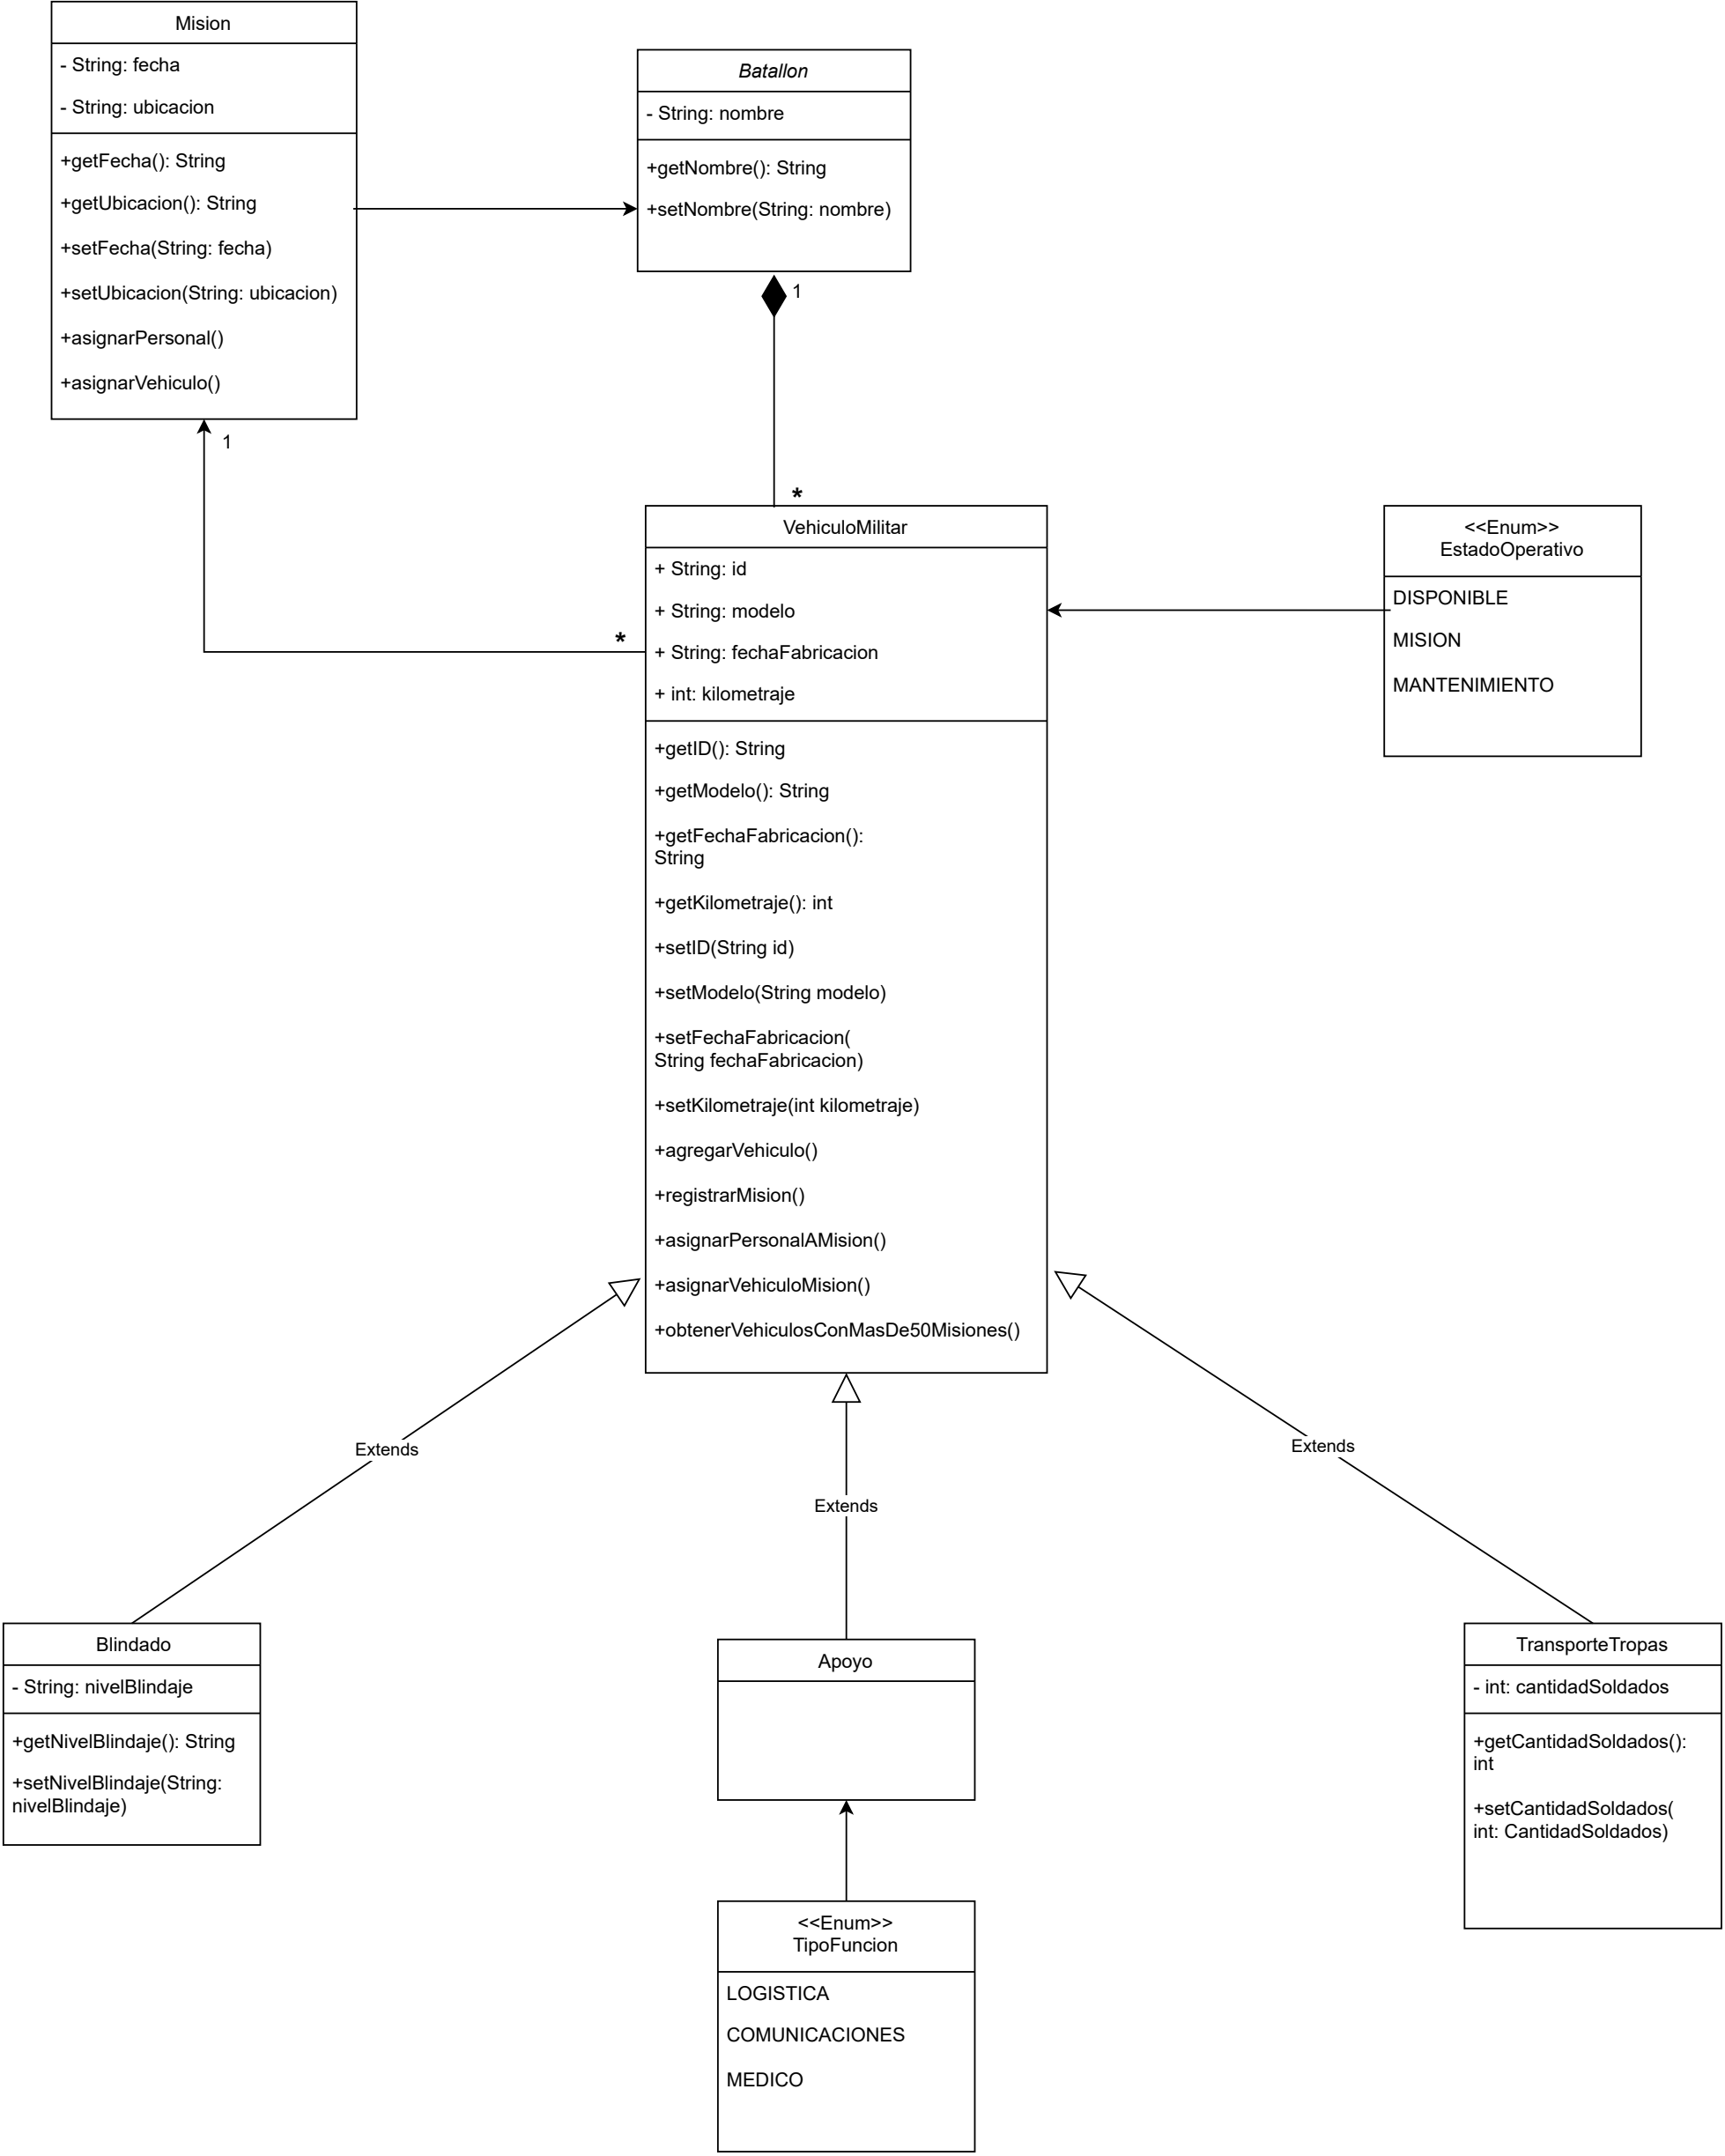 Mision
- String: fecha
- String: ubicacion
+getFecha(): String
+getUbicacion(): String
+setFecha(String: fecha)
+setUbicacion(String: ubicacion)
+asignarPersonal()
+asignarVehiculo()
1
Batallon
- String: nombre
+getNombre(): String
+setNombre(String: nombre)
1
*
*
VehiculoMilitar
+ String: id
+ String: modelo
+ String: fechaFabricacion
+ int: kilometraje
+getID(): String
+getModelo(): String
+getFechaFabricacion():
String
+getKilometraje(): int
+setID(String id)
+setModelo(String modelo)
+setFechaFabricacion(
String fechaFabricacion)
+setKilometraje(int kilometraje)
+agregarVehiculo()
+registrarMision()
+asignarPersonalAMision()
+asignarVehiculoMision()
+obtenerVehiculosConMasDe50Misiones()
<<Enum>>
EstadoOperativo
DISPONIBLE
MISION
MANTENIMIENTO
Extends
Extends
Extends
Blindado
- String: nivelBlindaje
+getNivelBlindaje(): String
+setNivelBlindaje(String:
nivelBlindaje)
Apoyo
TransporteTropas
- int: cantidadSoldados
+getCantidadSoldados():
int
+setCantidadSoldados(
int: CantidadSoldados)
<<Enum>>
TipoFuncion
LOGISTICA
COMUNICACIONES
MEDICO